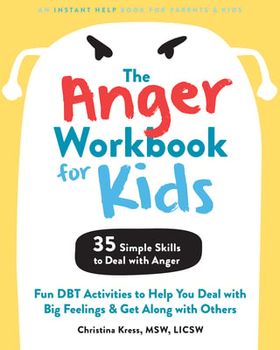 AN INSTANT HELP BOOK FOR PARENTS & KIDS
The
Anger
Workbook
for Kids
35 Simple Skills
to Deal with Anger
Fun DBT Activities to Help You Deal with
Big Feelings & Get Along with Others
Christina Kress, MSW, LICSW